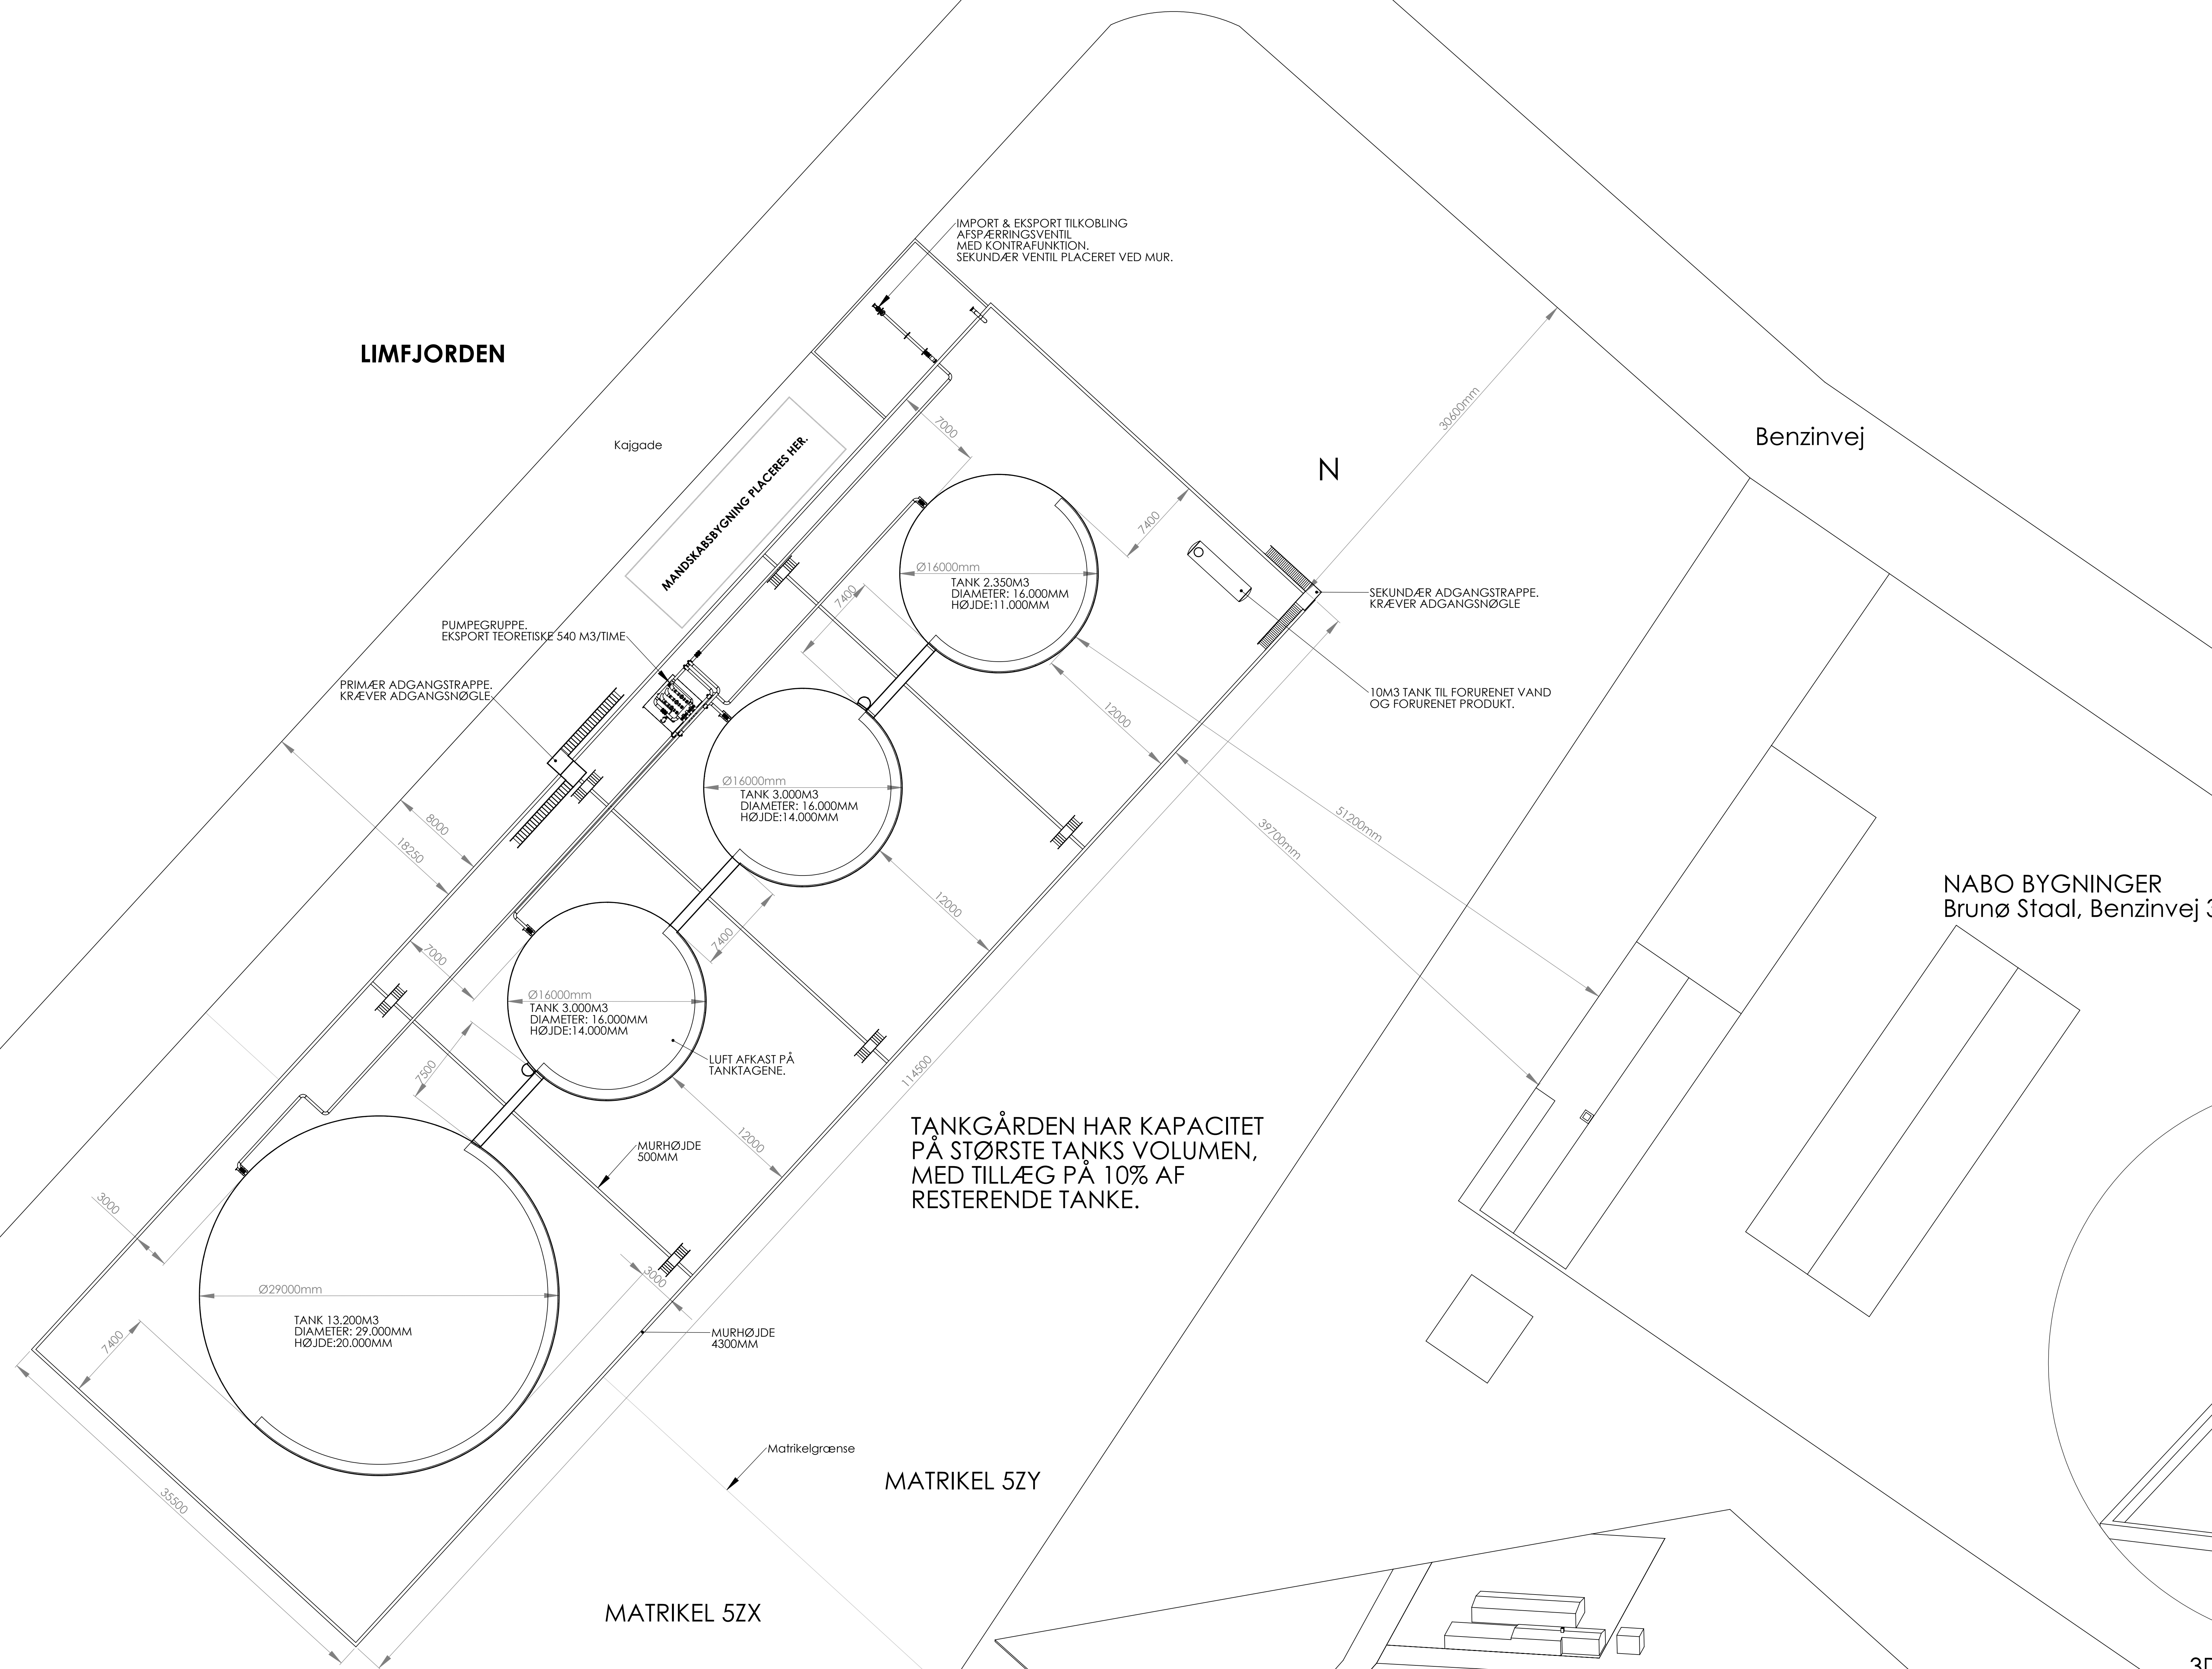 IMPORT & EKSPORT TILKOBLING
AFSPÆRRINGSVENTIL
MED KONTRAFUNKTION.
SEKUNDÆR VENTIL PLACERET VED MUR.
LIMFJORDEN
Kajgade
MANDSKABSBYGNING PLACERES HER.
7000
30600mm
Benzinvej
N
7400
Ø16000mm
TANK 2.350M3
DIAMETER: 16.000MM
HØJDE:11.000MM
7400
SEKUNDÆR ADGANGSTRAPPE.
KRÆVER ADGANGSNØGLE
PUMPEGRUPPE.
EKSPORT TEORETISKE 540 M3/TIME
PRIMÆR ADGANGSTRAPPE.
KRÆVER ADGANGSNØGLE
10M3 TANK TIL FORURENET VAND
OG FORURENET PRODUKT.
12000
Ø16000mm
TANK 3.000M3
DIAMETER: 16.000MM
HØJDE:14.000MM
8000
18250
51200mm
39700mm
NABO BYGNINGER
Brunø Staal, Benzinvej 3
12000
7400
7000
Ø16000mm
TANK 3.000M3
DIAMETER: 16.000MM
HØJDE:14.000MM
LUFT AFKAST PÅ
TANKTAGENE.
7500
114500
TANKGÅRDEN HAR KAPACITET
PÅ STØRSTE TANKS VOLUMEN,
MED TILLÆG PÅ 10% AF
RESTERENDE TANKE.
12000
MURHØJDE
500MM
3000
3000
Ø29000mm
TANK 13.200M3
DIAMETER: 29.000MM
HØJDE:20.000MM
MURHØJDE
4300MM
7400
Matrikelgrænse
MATRIKEL 5ZY
35500
MATRIKEL 5ZX